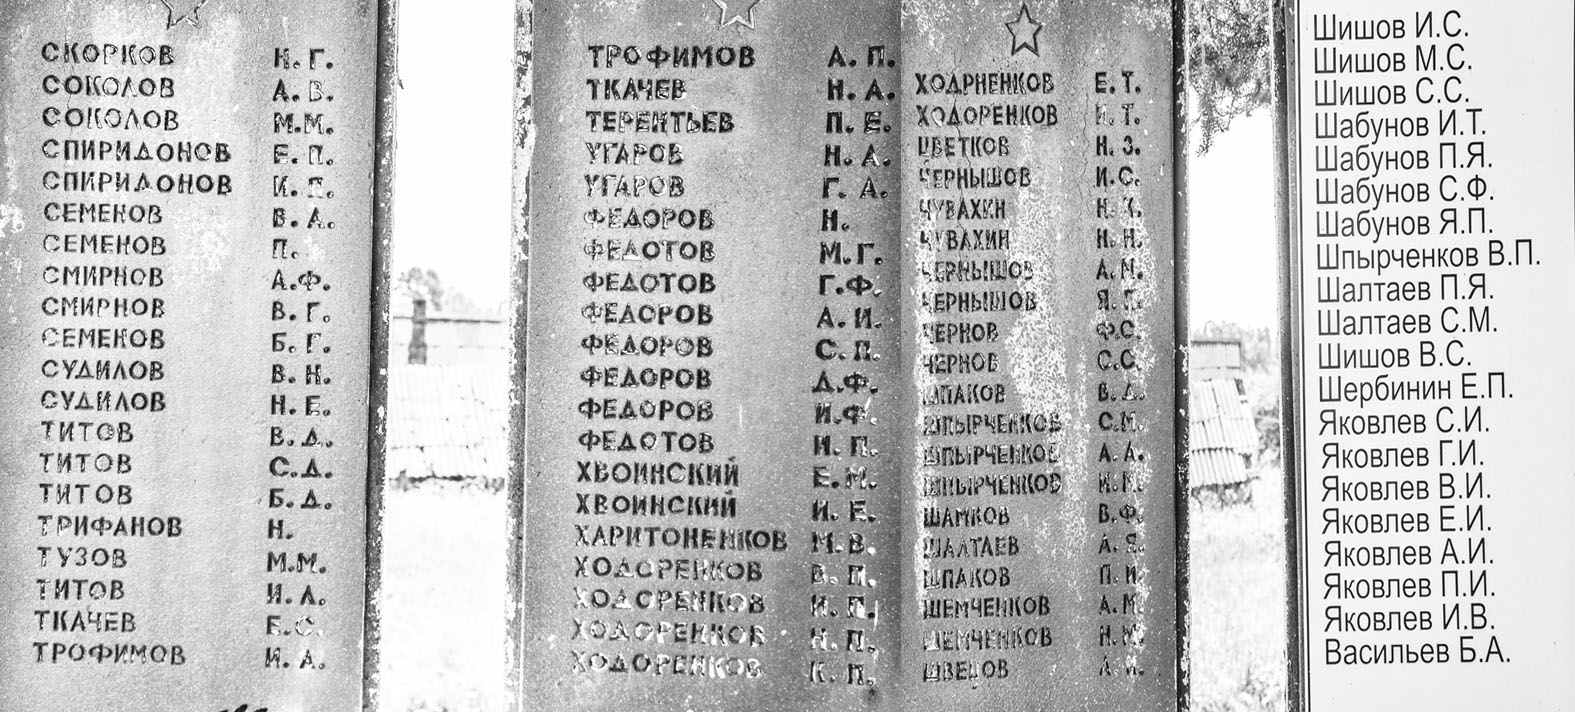 СКОРКОВ Н. Г.
СОКОЛОВ А. В.
СОКОЛОВ М.М.
СПИРИДОНОВ Е. П.
СПИРИДОНОВ И. П.
СЕМЕНОВ В. А.
СЕМЕНОВ П.
СМИРНОВ А.Ф.
СМИРНОВ В. Г.
СЕМЕНОВ Б. Г.
СУДИЛОВ В. Н.
СУДИЛОВ Н. Е.
ТИТОВ В. Д.
ТИТОВ С. Д.
ТИТОВ Б. Д.
ТРИФАНОВ Н.
ТУЗОВ М.М.
ТИТОВ И. Л.
ТКАЧЕВ Е.С.
ТРОФИМОВ И. А.
ТРОФИМОВ А. П.
ТКАЧЕВ Н. А.
ТЕРЕНТЬЕВ П. Е.
УГАРОВ Н. А.
УГАРОВ Г. А.
ФЕДОРОВ Н.
ФЕДОТОВ М. Г.
ФЕДОТОВ Г.Ф.
ФЕДОРОВ А. И.
ФЕДОРОВ С. П.
ФЕДОРОВ Д.Ф.
ФЕДОРОВ И.Ф.
ФЕДОТОВ И. П.
ХВОИНСКИЙ Е.М.
ХВОИНСКИЙ И. Е.
ХАРИТОНЕНКОВ М. В.
ХОДОРЕНКОВ В. П.
ХОДОРЕНКОВ И. П.
ХОДОРЕНКОВ Н. П.
ХОДОРЕНКОВ К. П.
ХОДРНЕНКОВ Е. Т.
ХОДОРЕНКОВ Т.
ЦВЕТКОВ Н. З.
ЧЕРНЫШОВ И.С.
ЧУВАХИН Н.
ЧУВАХИН Н. Н.
ЧЕРНЫШОВ А. М.
ЧЕРНЫШОВ Я.
ЧЕРНОВ Ф.С.
ЧЕРНОВ С.С.
ШПАКОВ В. Д.
ШПЫРЧЕНКОВ С.М.
ШПЫРЧЕНКОВ А. А.
ШПЫРЧЕНКОВ
ШАМКОВ В.Ф.
ШАЛТАЕВ А. Я.
ШПАКОВ П. И.
ШЕМЧЕНКОВ А. М.
ШЕМЧЕНКОВ Н. М.
ШВЕЦОВ А. И.
Шишов И.С.
Шишов М.С.
Шишов С.С.
Шабунов И.Т.
Шабунов П.Я.
Шабунов С.Ф.
Шабунов Я.П.
Шпырченков В.П.
Шалтаев П.Я.
Шалтаев С.М.
Шишов В.С.
Шербинин Е.П.
Яковлев С.И.
Яковлев Г.И.
Яковлев В.И.
Яковлев Е.И.
Яковлев А.И.
Яковлев П.И.
Яковлев И.В.
Васильев Б.А.